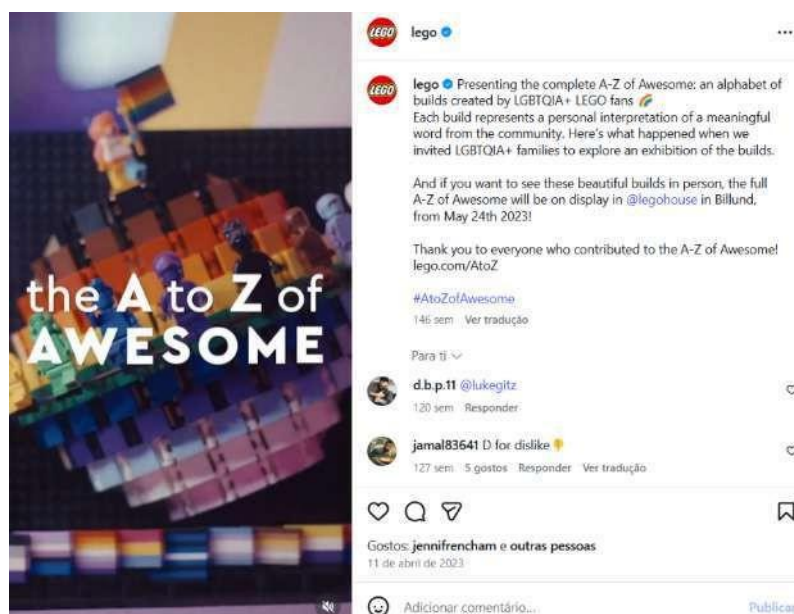 the A to Z of
AWESOME
LEGO
lego
LEGO
lego Presenting the complete A-Z of Awesome: an alphabet of
builds created by LGBTQIA+ LEGO fans 🌈
Each build represents a personal interpretation of a meaningful
word from the community. Here's what happened when we
invited LGBTQIA+ families to explore an exhibition of the builds.
And if you want to see these beautiful builds in person, the full
A-Z of Awesome will be on display in @legohouse in Billund,
from May 24th 2023!
Thank you to everyone who contributed to the A-Z of Awesome!
lego.com/AtoZ
#AtoZofAwesome
146 sem Ver tradução
Para ti
d.b.p.11 @lukegitz
120 sem Responder
jamal83641 D for dislike 👎
127 sem 5 gostos Responder Ver tradução
Gostos: jennifrencham e outras pessoas
11 de abril de 2023
Adicionar comentário... Publicar